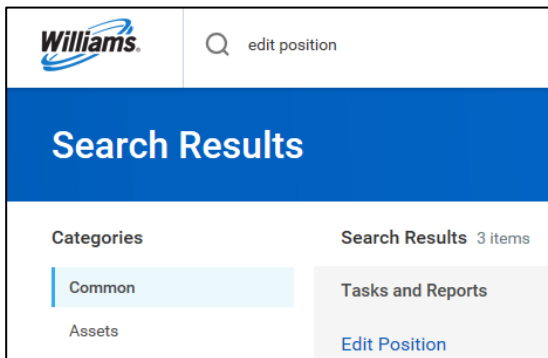 Williams.
edit position
Search Results
Categories
Common
Assets
Search Results 3 items
Tasks and Reports
Edit Position